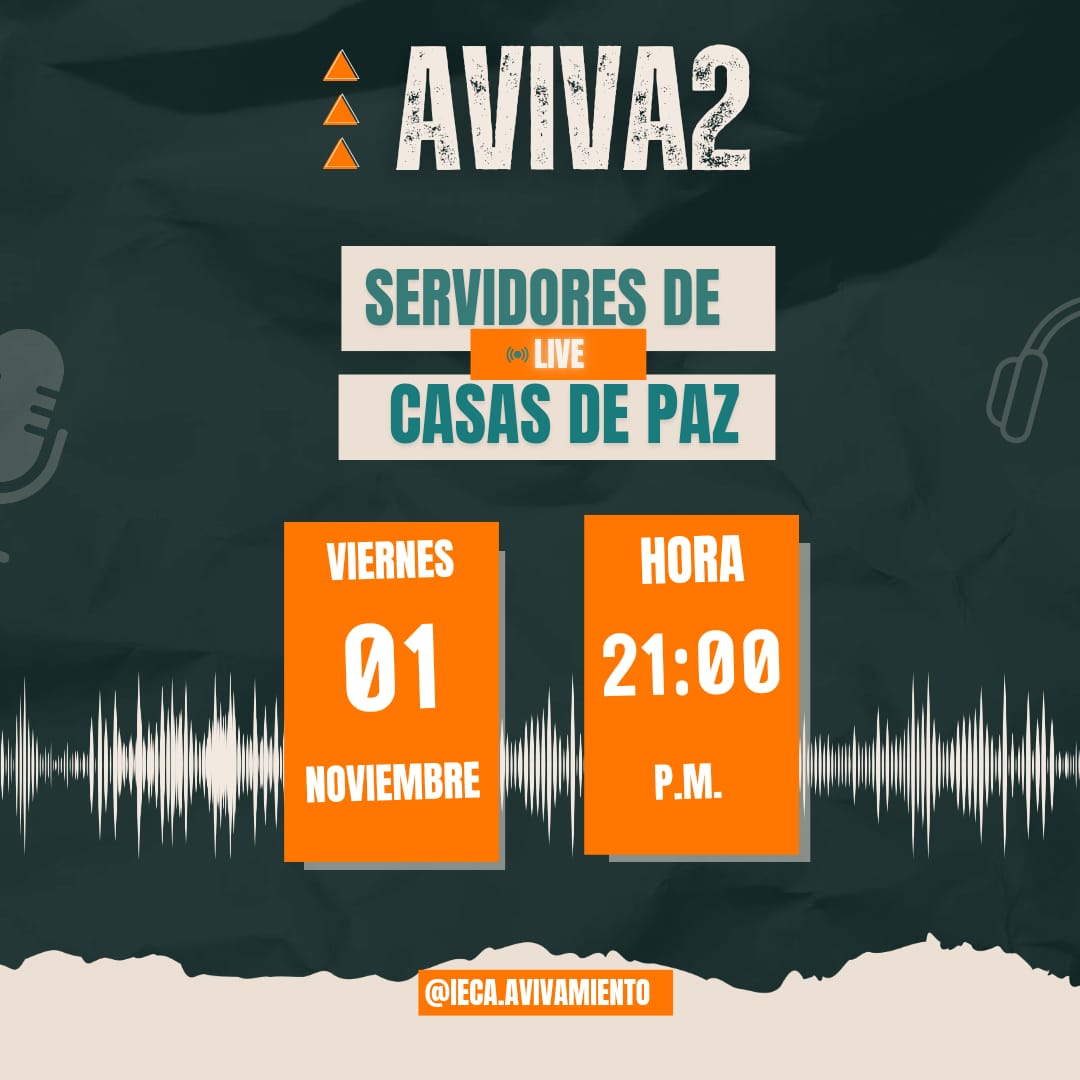 AVIVA2
SERVIDORES DE
LIVE
CASAS DE PAZ
VIERNES
01
NOVIEMBRE
HORA
21:00
P.M.
@IECA.AVIVAMIENTO